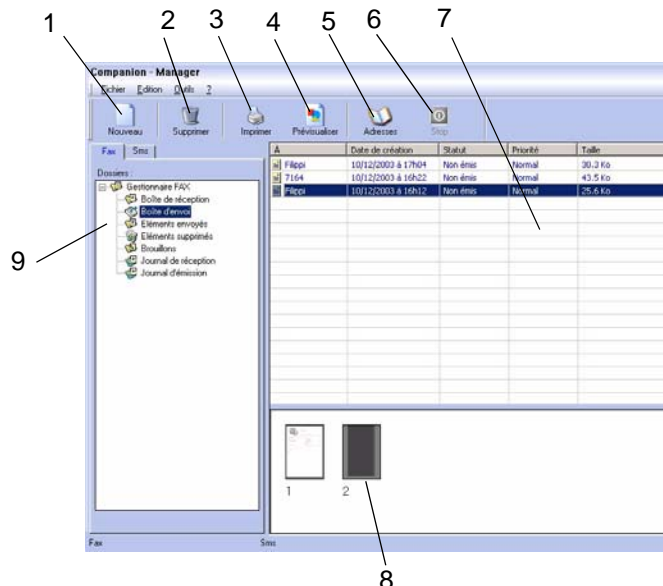 1 2 3 4 5 6 7
Companion - Manager
Fichier Edition Outils ?
Nouveau Supprimer Imprimer Prévisualiser Adresses Stop
Fax Sms
Dossiers :
Gestionnaire FAX
Boîte de réception
Boîte d'envoi
Eléments envoyés
Eléments supprimés
Brouillons
Journal de réception
Journal d'émission
9
A Date de création Statut Priorité Taille
Filippi 10/12/2003 à 17h04 Non émis Normal 30.3 Ko
7164 10/12/2003 à 16h22 Non émis Normal 43.5 Ko
Filippi 10/12/2003 à 16h12 Non émis Normal 25.6 Ko
1 2
Fax Sms
8